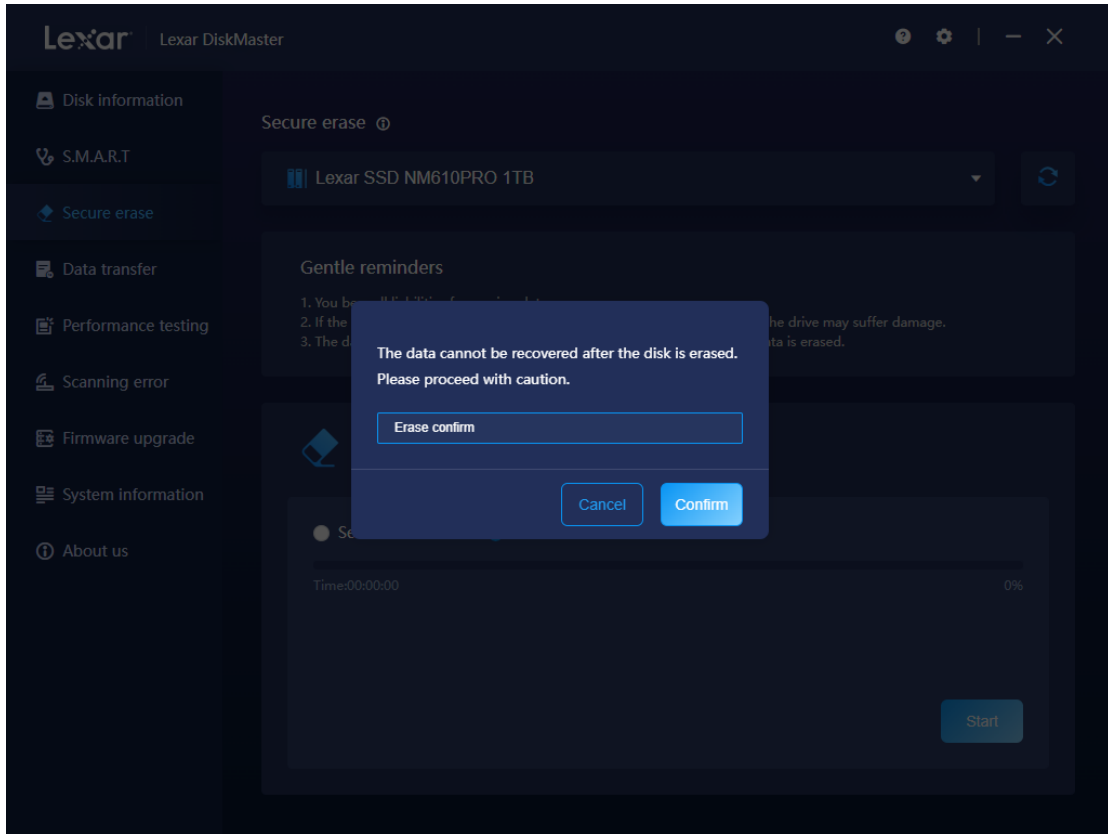 Lexar Lexar DiskMaster
Disk information
S.M.A.R.T
Secure erase
Data transfer
Performance testing
Scanning error
Firmware upgrade
System information
About us
Secure erase
Lexar SSD NM610PRO 1TB
Gentle reminders
1. You
2. If the he drive may suffer damage.
3. The data is erased.
The data cannot be recovered after the disk is erased.
Please proceed with caution.
Erase confirm
Cancel Confirm
Time:00:00:00 0%
Start